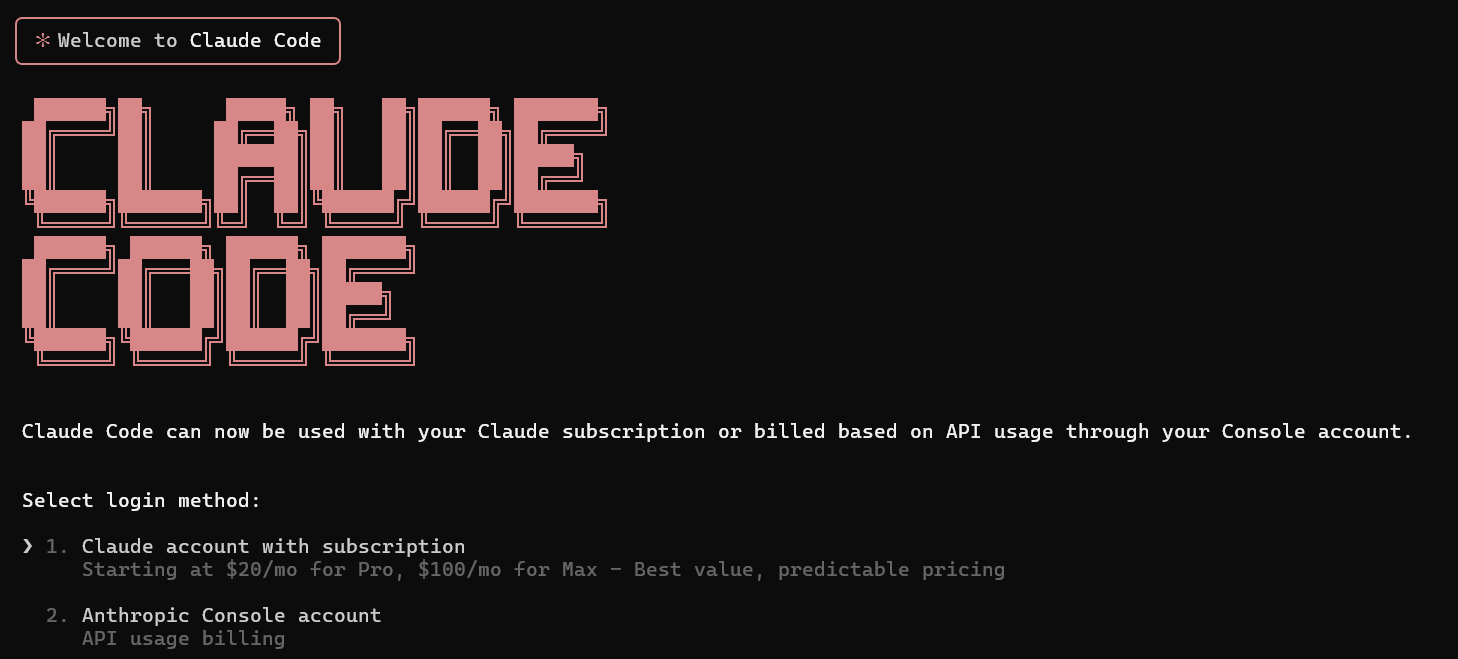 ✻ Welcome to Claude Code
CLAUDE
CODE
Claude Code can now be used with your Claude subscription or billed based on API usage through your Console account.
Select login method:
❯ 1. Claude account with subscription
Starting at $20/mo for Pro, $100/mo for Max - Best value, predictable pricing
2. Anthropic Console account
API usage billing